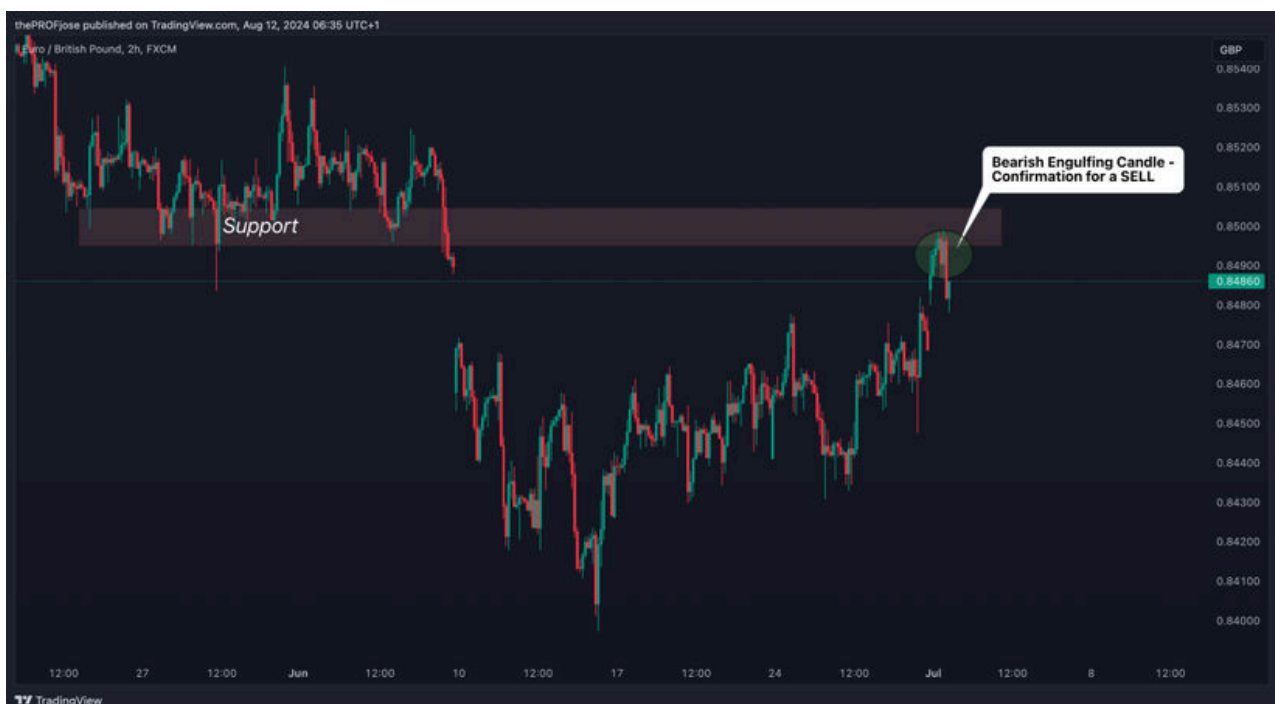 thePROFjose published on TradingView.com, Aug 12, 2024 06:35 UTC+1
Euro / British Pound, 2h, FXCM
GBP
0.85400
0.85300
0.85200
Bearish Engulfing Candle -
Confirmation for a SELL
0.85100
Support
0.85000
0.84900
0.84860
0.84800
0.84700
0.84600
0.84500
0.84400
0.84300
0.84200
0.84100
0.84000
12:00 27 12:00 Jun 12:00 10 12:00 17 12:00 24 12:00 Jul 12:00 8 12:00
TradingView